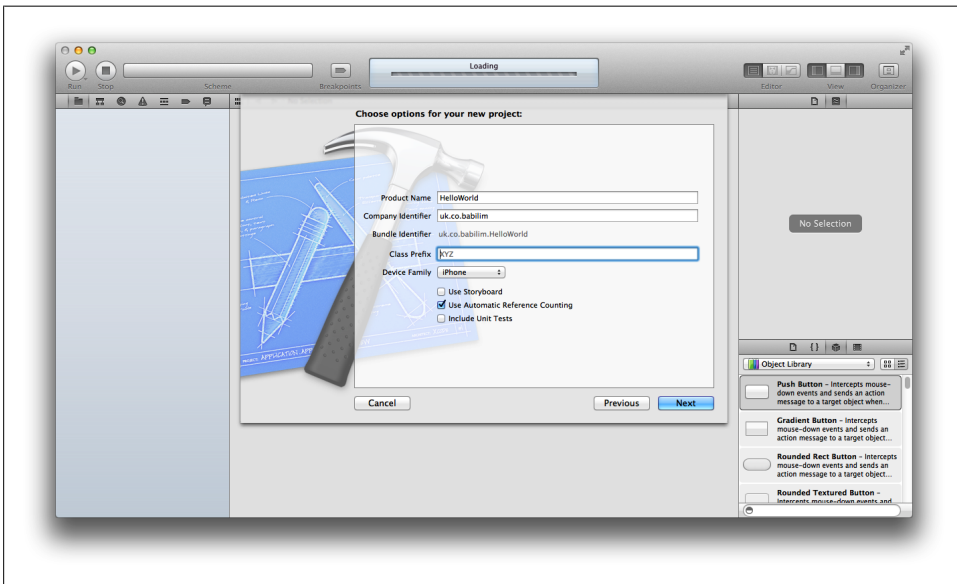 Loading
Run Stop Scheme Breakpoints Editor View Organizer
Choose options for your new project:
Product Name HelloWorld
Company Identifier uk.co.babilim
Bundle Identifier uk.co.babilim.HelloWorld
Class Prefix XYZ
Device Family iPhone
Use Storyboard
Use Automatic Reference Counting
Include Unit Tests
Cancel Previous Next
No Selection
Object Library
Push Button – Intercepts mouse-
down events and sends an action
message to a target object when...
Gradient Button – Intercepts
mouse-down events and sends an
action message to a target object...
Rounded Rect Button – Intercepts
mouse-down events and sends an
action message to a target object...
Rounded Textured Button –
Intercepts mouse-down events and